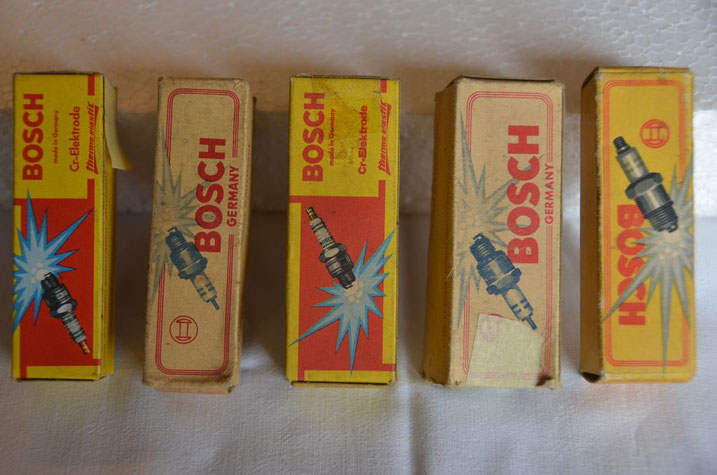 BOSCH
made in Germany
Cr-Elektrode
thermo-elastic
BOSCH
GERMANY
BOSCH
made in Germany
Cr-Elektrode
thermo-elastic
BOSCH
GERMANY
BOSCH